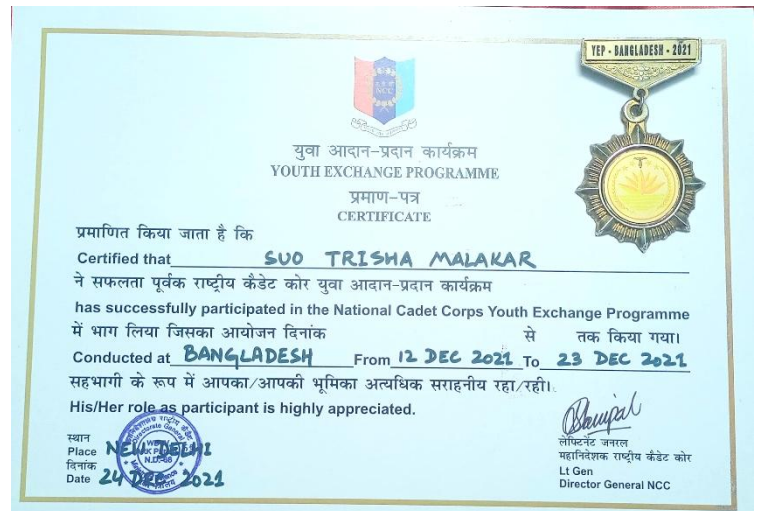 YEP - BANGLADESH - 2021
NCC
युवा आदान-प्रदान कार्यक्रम
YOUTH EXCHANGE PROGRAMME
प्रमाण-पत्र
CERTIFICATE
प्रमाणित किया जाता है कि
Certified that SUO TRISHA MALAKAR
ने सफलता पूर्वक राष्ट्रीय कैडेट कोर युवा आदान-प्रदान कार्यक्रम
has successfully participated in the National Cadet Corps Youth Exchange Programme
में भाग लिया जिसका आयोजन दिनांक से तक किया गया।
Conducted at BANGLADESH From 12 DEC 2021 To 23 DEC 2021
सहभागी के रूप में आपका/आपकी भूमिका अत्यधिक सराहनीय रहा/रही।
His/Her role as participant is highly appreciated.
स्थान
Place NEW DELHI
दिनांक
Date 24 DEC 2021
लेफ्टिनेंट जनरल
महानिदेशक राष्ट्रीय कैडेट कोर
Lt Gen
Director General NCC